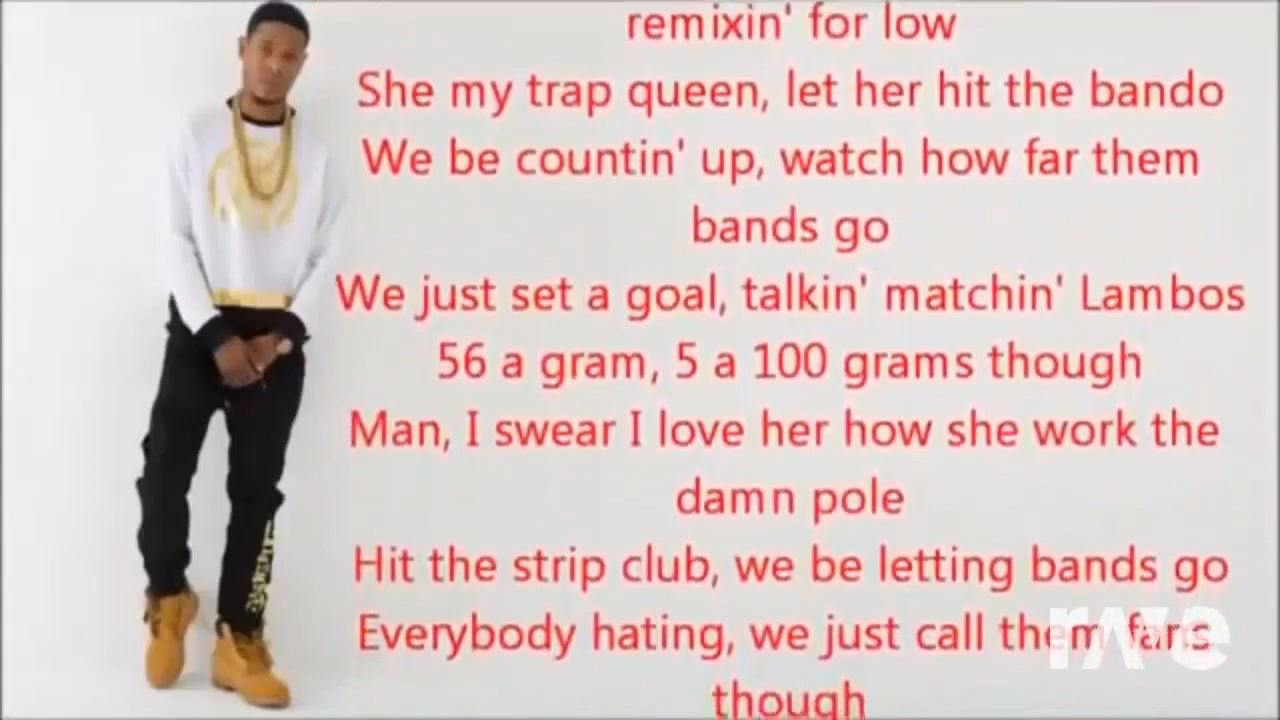 remixin' for low
She my trap queen, let her hit the bando
We be countin' up, watch how far them
bands go
We just set a goal, talkin' matchin' Lambos
56 a gram, 5 a 100 grams though
Man, I swear I love her how she work the
damn pole
Hit the strip club, we be letting bands go
Everybody hating, we just call them fans
though
rave